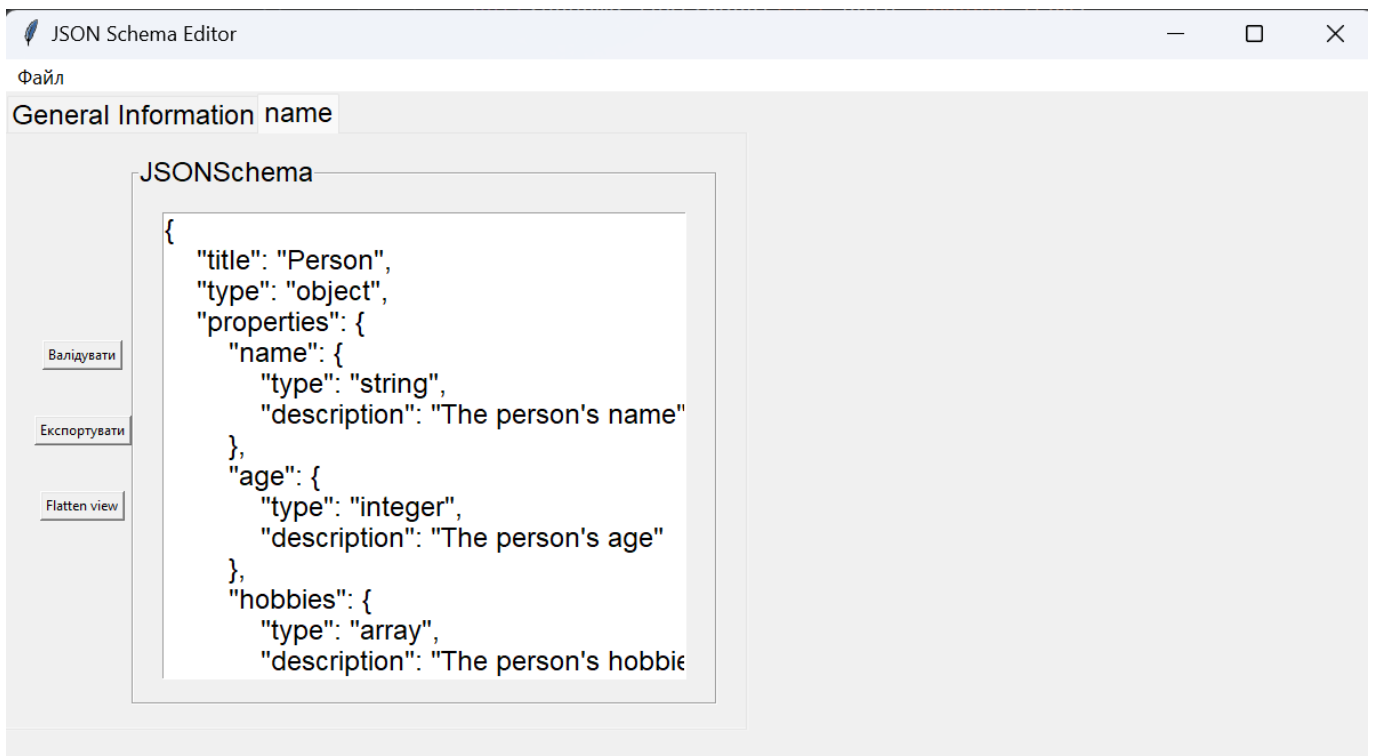 JSON Schema Editor
Файл
General Information name
JSONSchema
{
"title": "Person",
"type": "object",
"properties": {
"name": {
"type": "string",
"description": "The person's name"
},
"age": {
"type": "integer",
"description": "The person's age"
},
"hobbies": {
"type": "array",
"description": "The person's hobbie
Валідувати
Експортувати
Flatten view